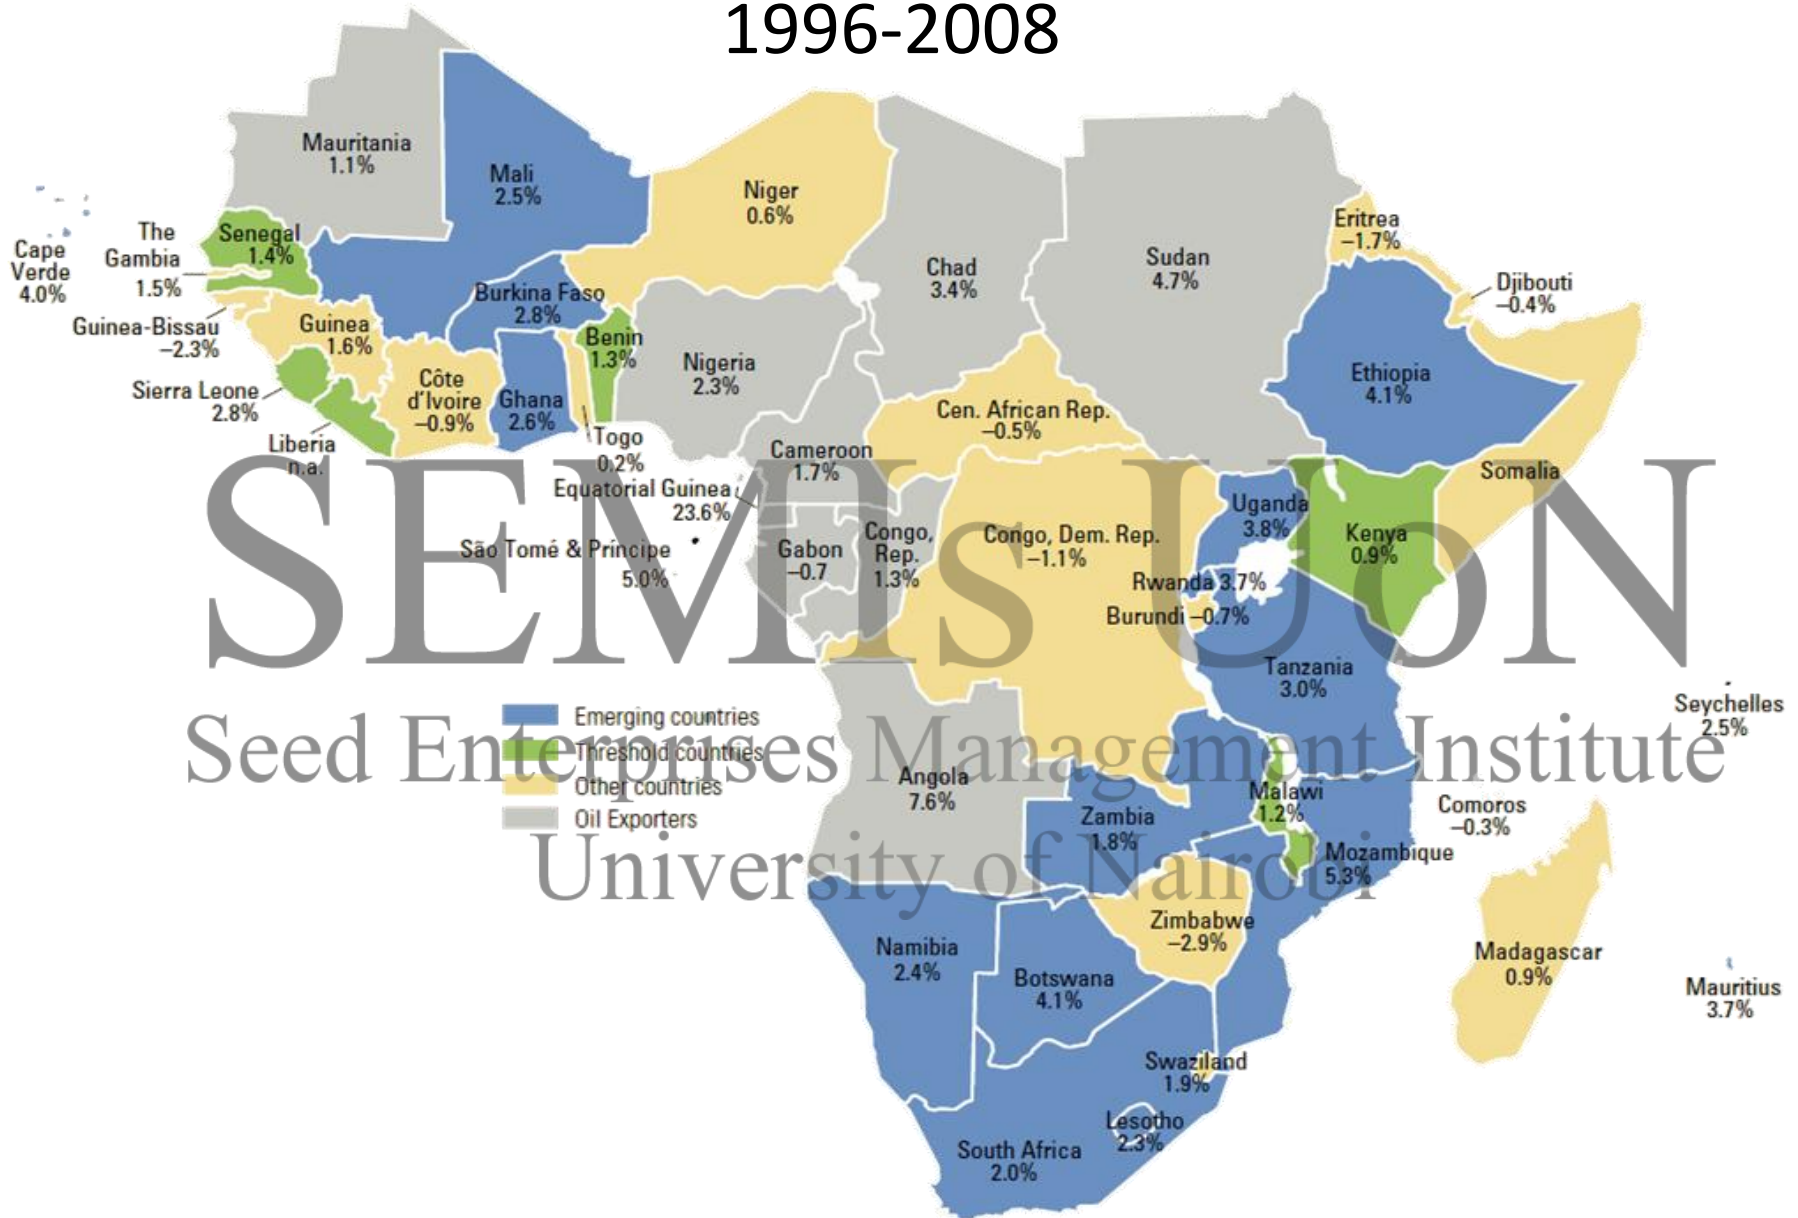 1996-2008
Mauritania
1.1%
Mali
2.5%
Niger
0.6%
Chad
3.4%
Sudan
4.7%
Eritrea
–1.7%
Djibouti
–0.4%
Cape
Verde
4.0%
The
Gambia
1.5%
Senegal
1.4%
Guinea-Bissau
–2.3%
Guinea
1.6%
Sierra Leone
2.8%
Liberia
n.a.
Côte
d'Ivoire
–0.9%
Burkina Faso
2.8%
Ghana
2.6%
Benin
1.3%
Togo
0.2%
Nigeria
2.3%
Cameroon
1.7%
Cen. African Rep.
–0.5%
Ethiopia
4.1%
Somalia
Equatorial Guinea
23.6%
São Tomé & Príncipe
5.0%
Gabon
–0.7
Congo,
Rep.
1.3%
Congo, Dem. Rep.
–1.1%
Uganda
3.8%
Kenya
0.9%
Rwanda 3.7%
Burundi –0.7%
SEMIs UoN
Tanzania
3.0%
Seychelles
2.5%
Emerging countries
Threshold countries
Other countries
Oil Exporters
Seed Enterprises Management Institute
Angola
7.6%
Zambia
1.8%
Malawi
1.2%
Comoros
–0.3%
Mozambique
5.3%
University of Nairobi
Zimbabwe
–2.9%
Namibia
2.4%
Botswana
4.1%
Madagascar
0.9%
Mauritius
3.7%
Swaziland
1.9%
Lesotho
2.3%
South Africa
2.0%